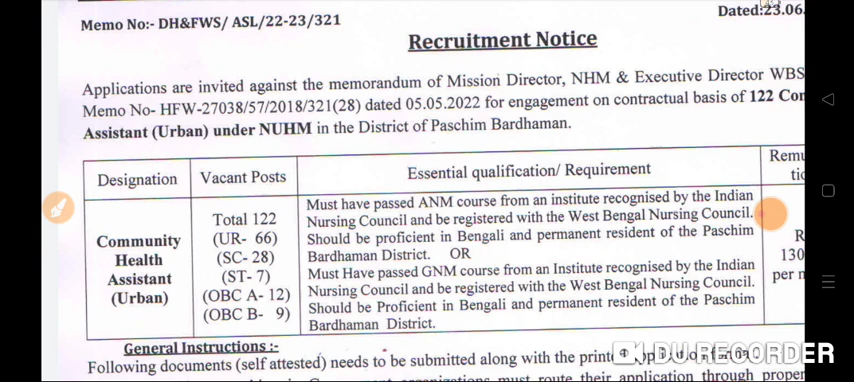 Memo No:- DH&FWS/ ASL/22-23/321
Dated:23.06.
Recruitment Notice
Applications are invited against the memorandum of Mission Director, NHM & Executive Director WBS
Memo No- HFW-27038/57/2018/321(28) dated 05.05.2022 for engagement on contractual basis of 122 Com
Assistant (Urban) under NUHM in the District of Paschim Bardhaman.
Designation
Vacant Posts
Essential qualification/ Requirement
Remu
tio
Community
Health
Assistant
(Urban)
Total 122
(UR- 66)
(SC- 28)
(ST- 7)
(OBC A- 12)
(OBC B- 9)
Must have passed ANM course from an institute recognised by the Indian
Nursing Council and be registered with the West Bengal Nursing Council.
Should be proficient in Bengali and permanent resident of the Paschim
Bardhaman District. OR
Must Have passed GNM course from an Institute recognised by the Indian
Nursing Council and be registered with the West Bengal Nursing Council.
Should be Proficient in Bengali and permanent resident of the Paschim
Bardhaman District.
R
130
per m
General Instructions :-
Following documents (self attested) needs to be submitted along with the printed
DU RECORDER
must route their application through proper